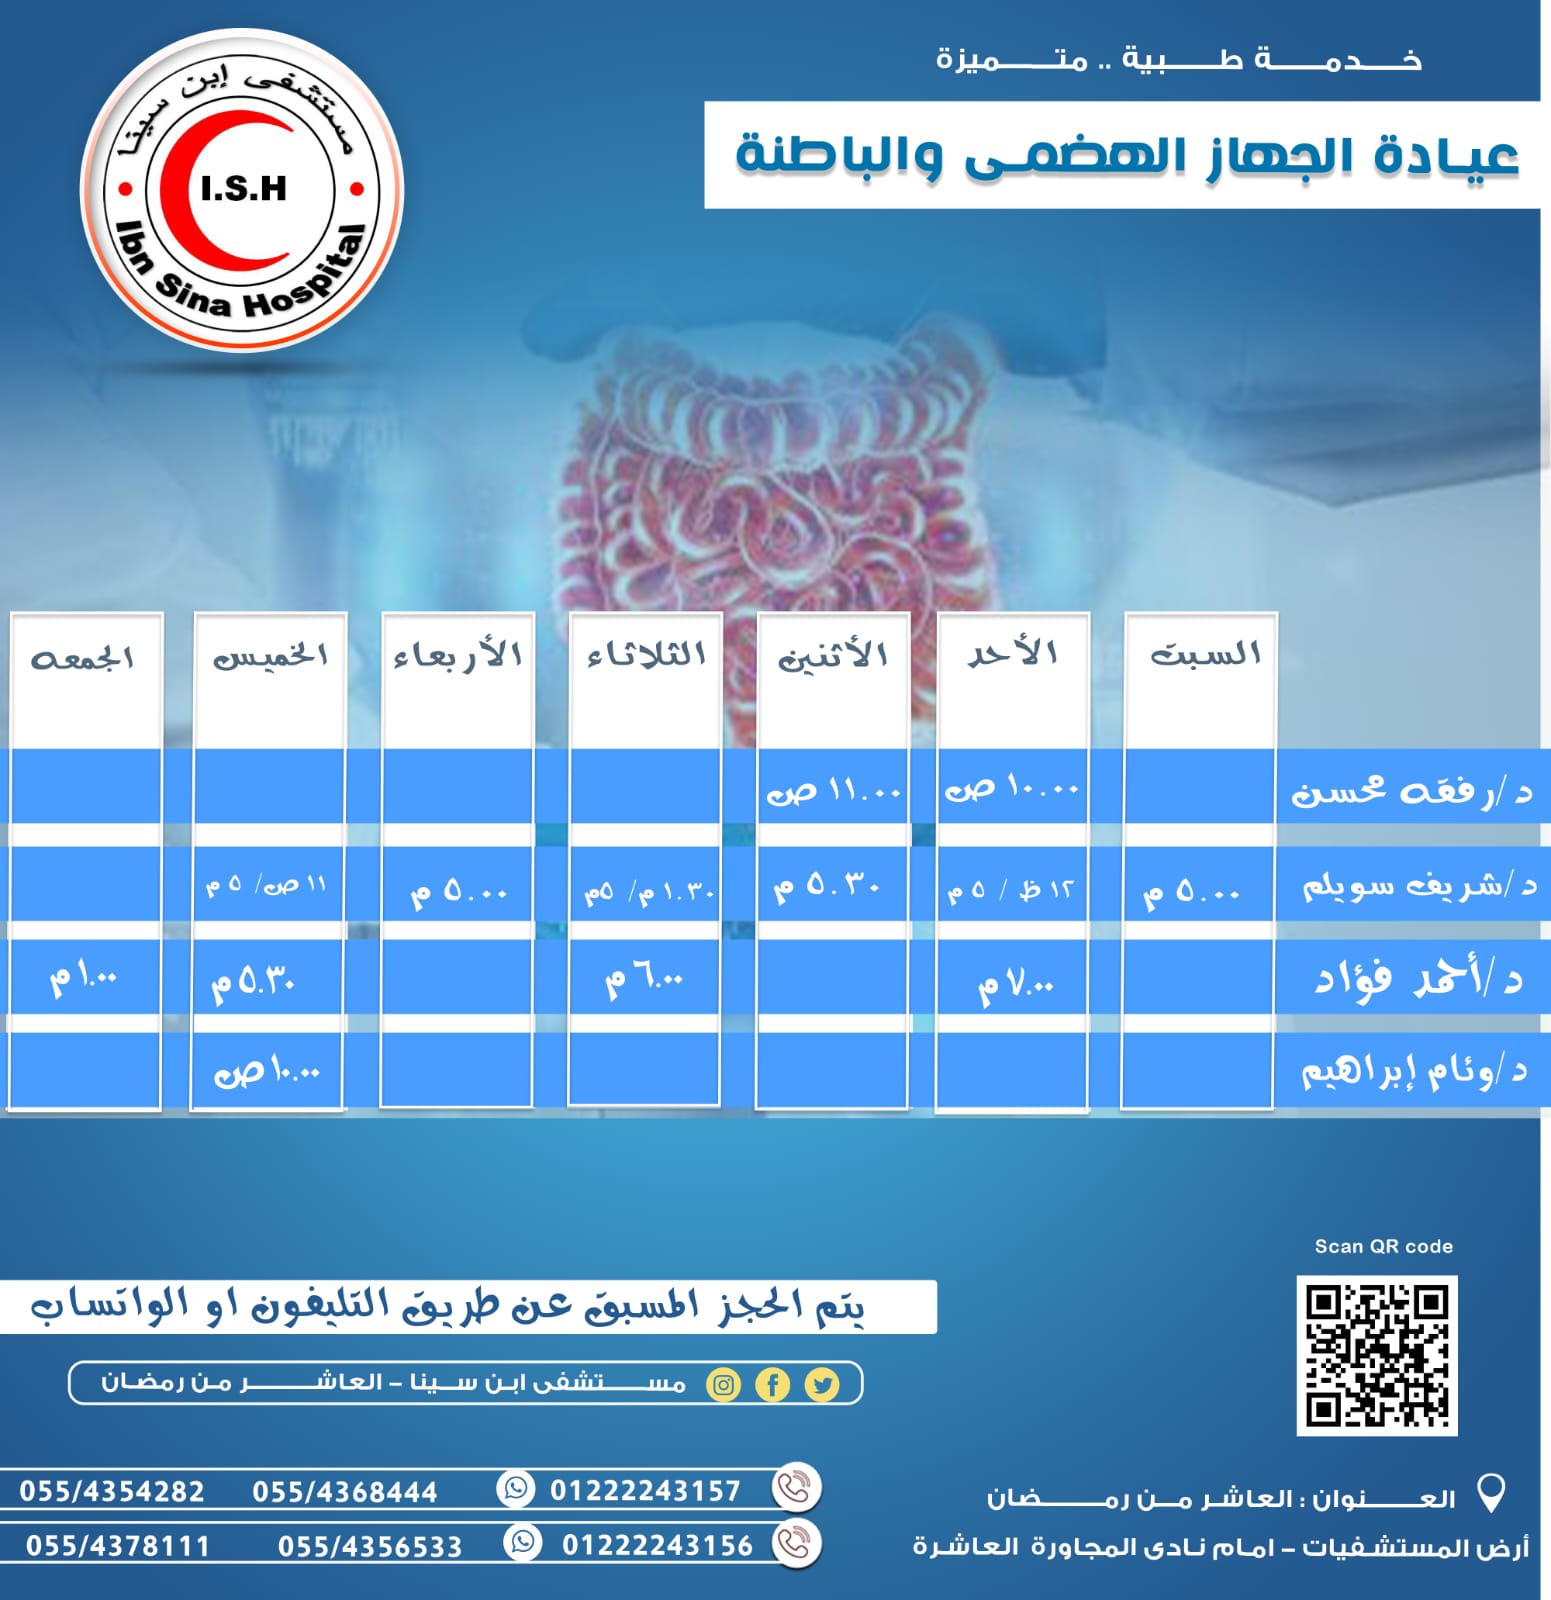 مستشفى إبن سينا
I.S.H
Ibn Sina Hospital
خدمة طبية .. متميزة
عيادة الجهاز الهضمى والباطنة
السبت الأحد الأثنين الثلاثاء الأربعاء الخميس الجمعه
د/رفقه محسن ١٠.٠٠ ص ١١.٠٠ ص
د/شريف سويلم ٥.٠٠ م ١٢ ظ / ٥ م ٥.٣٠ م ١.٣٠ م/ ٥م ٥.٠٠ م ١١ ص/ ٥ م
د/أحمد فؤاد ٧.٠٠ م ٦.٠٠ م ٥.٣٠ م ١.٠٠ م
د/وئام إبراهيم ١٠.٠٠ ص
Scan QR code
يتم الحجز المسبق عن طريق التليفون او الواتساب
مستشفى ابن سينا – العاشر من رمضان
055/4354282 055/4368444 01222243157
055/4378111 055/4356533 01222243156
العنوان : العاشر من رمضان
أرض المستشفيات – امام نادى المجاورة العاشرة